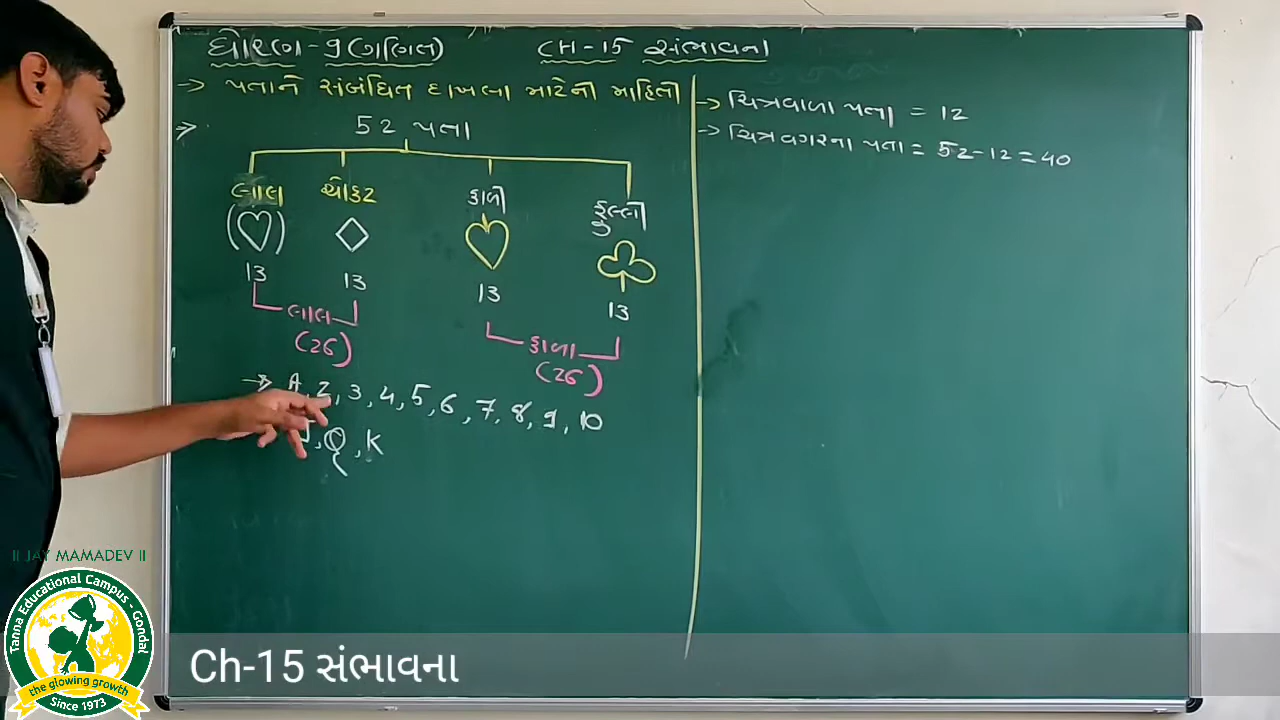 ધોરણ-9(ગણિત)
CH-15 સંભાવના
→ પતાને સંબંધિત દાખલા માટેની માહિતી
→ 52 પતા
લાલ ચોકટ કાળી ફુલ્લી
13 13 13 13
લાલ કાળા
(26) (26)
→ A, 2, 3, 4, 5, 6, 7, 8, 9, 10
J, Q, K
→ ચિત્રવાળા પતા = 12
→ ચિત્રવગરના પતા = 52-12=40
॥ JAY MAMADEV ॥
Tanna Educational Campus - Gondal
the glowing growing
Since 1973
Ch-15 સંભાવના